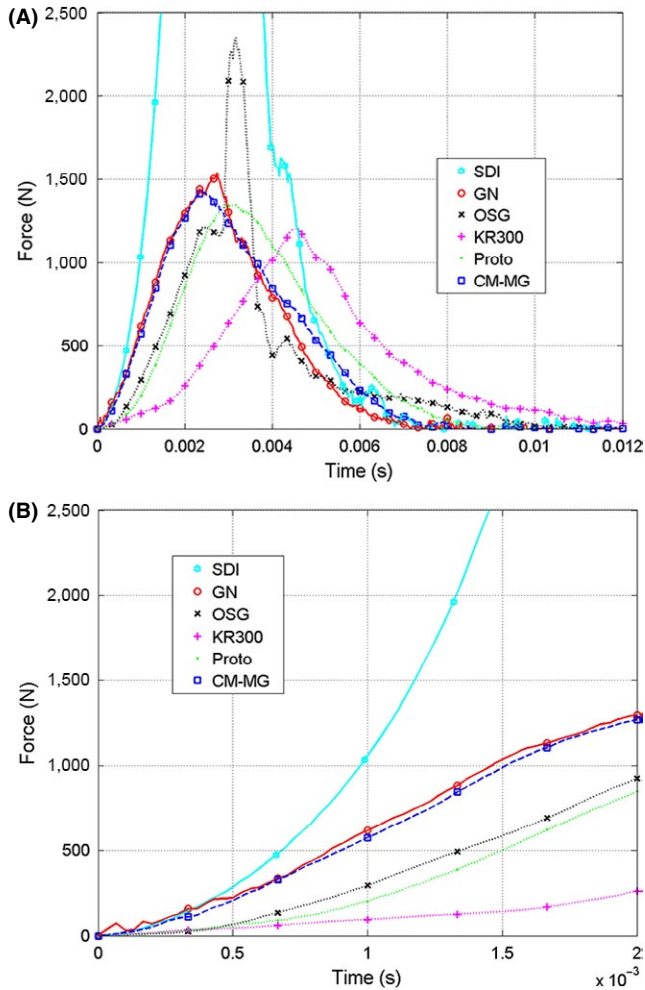 (A)
2,500
2,000
1,500
1,000
500
0
Force (N)
SDI
GN
OSG
KR300
Proto
CM-MG
0 0.002 0.004 0.006 0.008 0.01 0.012
Time (s)
(B)
2,500
2,000
1,500
1,000
500
0
Force (N)
SDI
GN
OSG
KR300
Proto
CM-MG
0 0.5 1 1.5 2
Time (s)
x 10⁻³